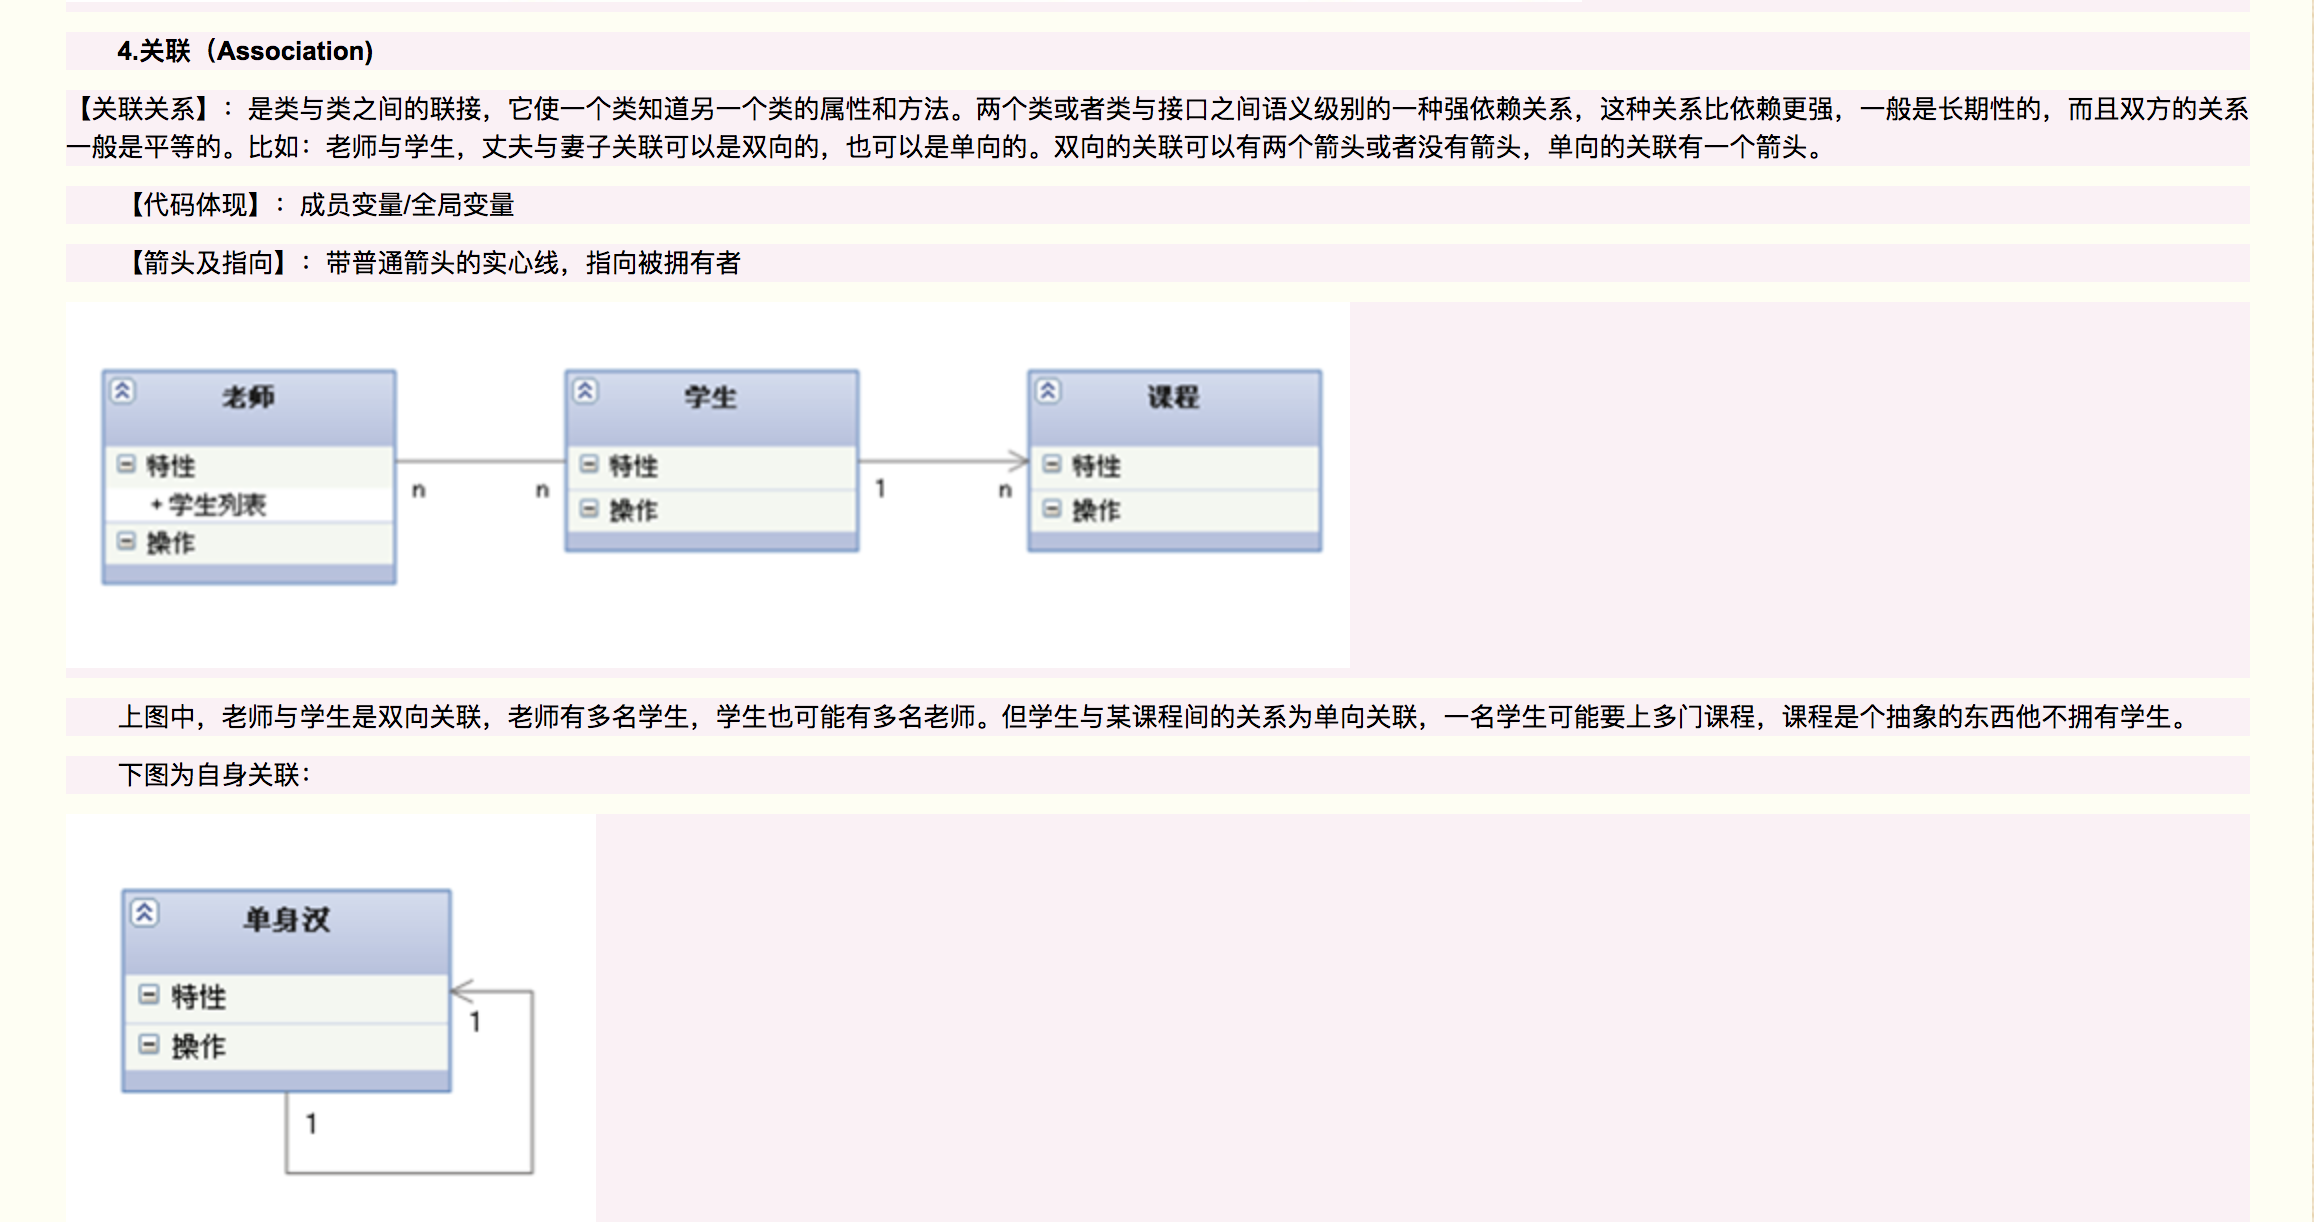 4.关联（Association)
【关联关系】：是类与类之间的联接，它使一个类知道另一个类的属性和方法。两个类或者类与接口之间语义级别的一种强依赖关系，这种关系比依赖更强，一般是长期性的，而且双方的关系
一般是平等的。比如：老师与学生，丈夫与妻子关联可以是双向的，也可以是单向的。双向的关联可以有两个箭头或者没有箭头，单向的关联有一个箭头。
【代码体现】：成员变量/全局变量
【箭头及指向】：带普通箭头的实心线，指向被拥有者
老师
特性
+ 学生列表
操作
n
n
学生
特性
操作
1
n
课程
特性
操作
上图中，老师与学生是双向关联，老师有多名学生，学生也可能有多名老师。但学生与某课程间的关系为单向关联，一名学生可能要上多门课程，课程是个抽象的东西他不拥有学生。
下图为自身关联：
单身汉
特性
操作
1
1